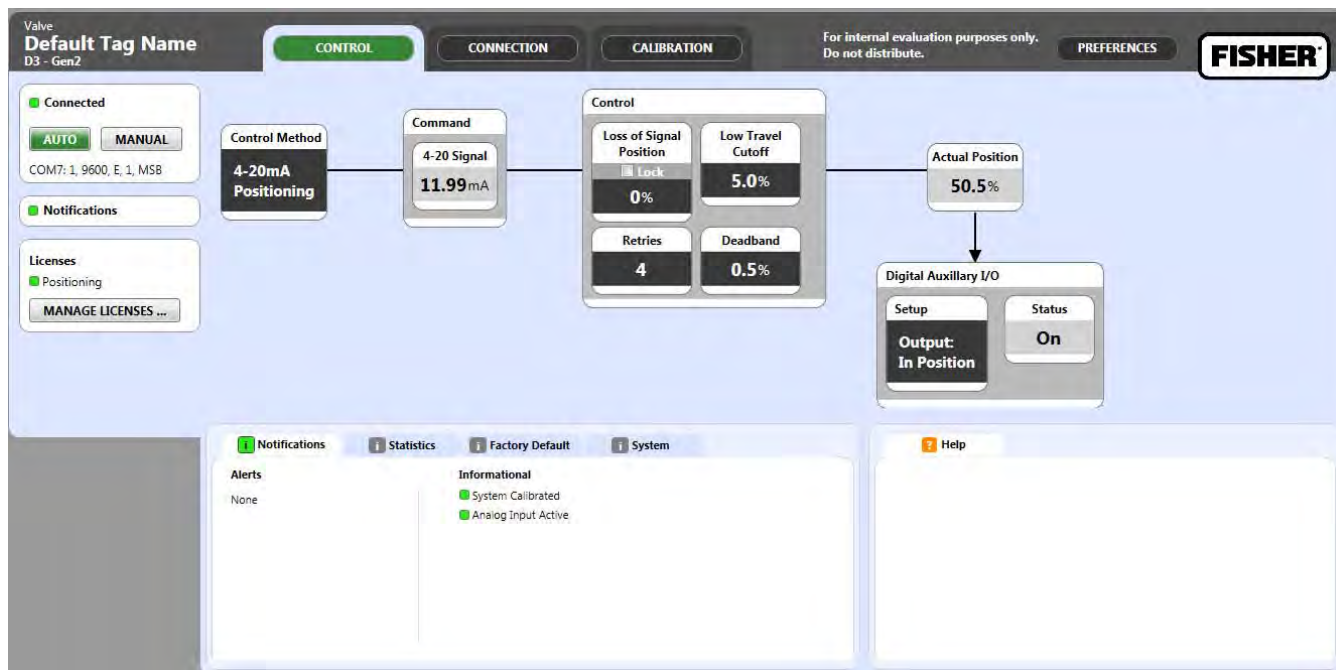 Valve
Default Tag Name
D3 - Gen2
CONTROL
CONNECTION
CALIBRATION
For internal evaluation purposes only.
Do not distribute.
PREFERENCES
FISHER
Connected
AUTO
MANUAL
COM7: 1, 9600, E, 1, MSB
Notifications
Licenses
Positioning
MANAGE LICENSES ...
Control Method
4-20mA
Positioning
Command
4-20 Signal
11.99mA
Control
Loss of Signal
Position
Lock
0%
Low Travel
Cutoff
5.0%
Retries
4
Deadband
0.5%
Actual Position
50.5%
Digital Auxillary I/O
Setup
Output:
In Position
Status
On
Notifications
Statistics
Factory Default
System
Alerts
None
Informational
System Calibrated
Analog Input Active
Help